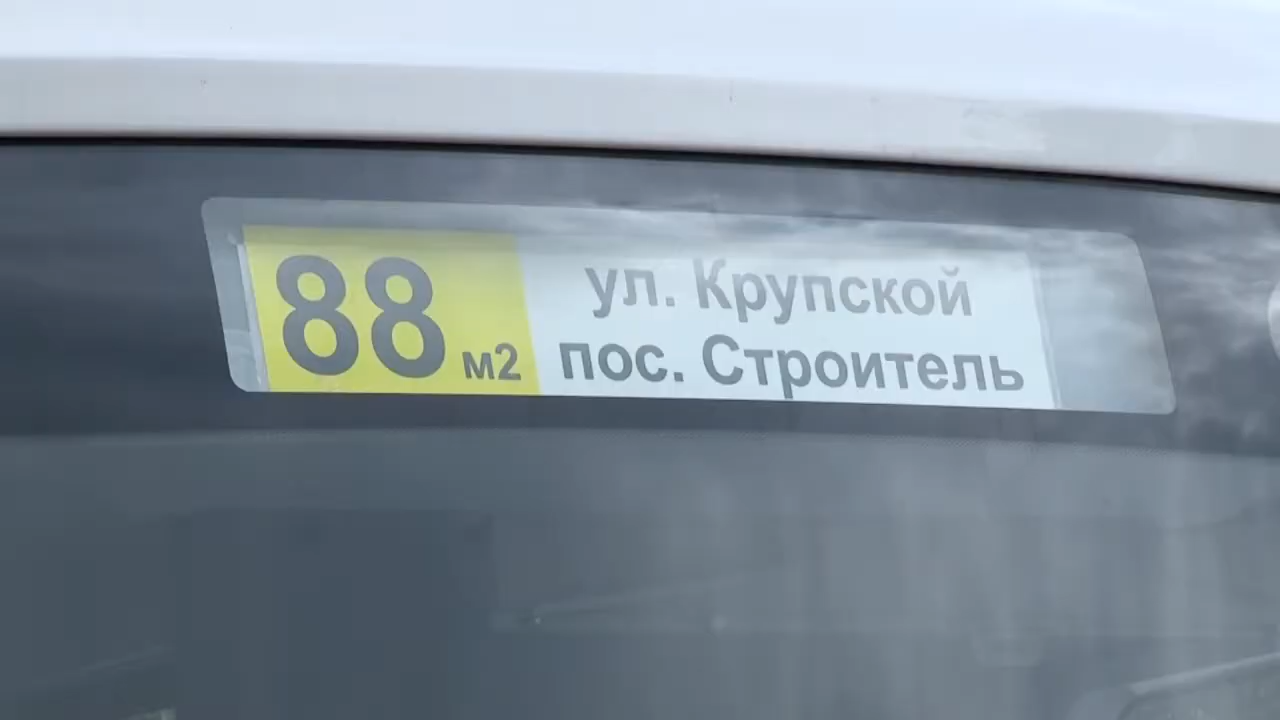 88 м2
ул. Крупской
пос. Строитель